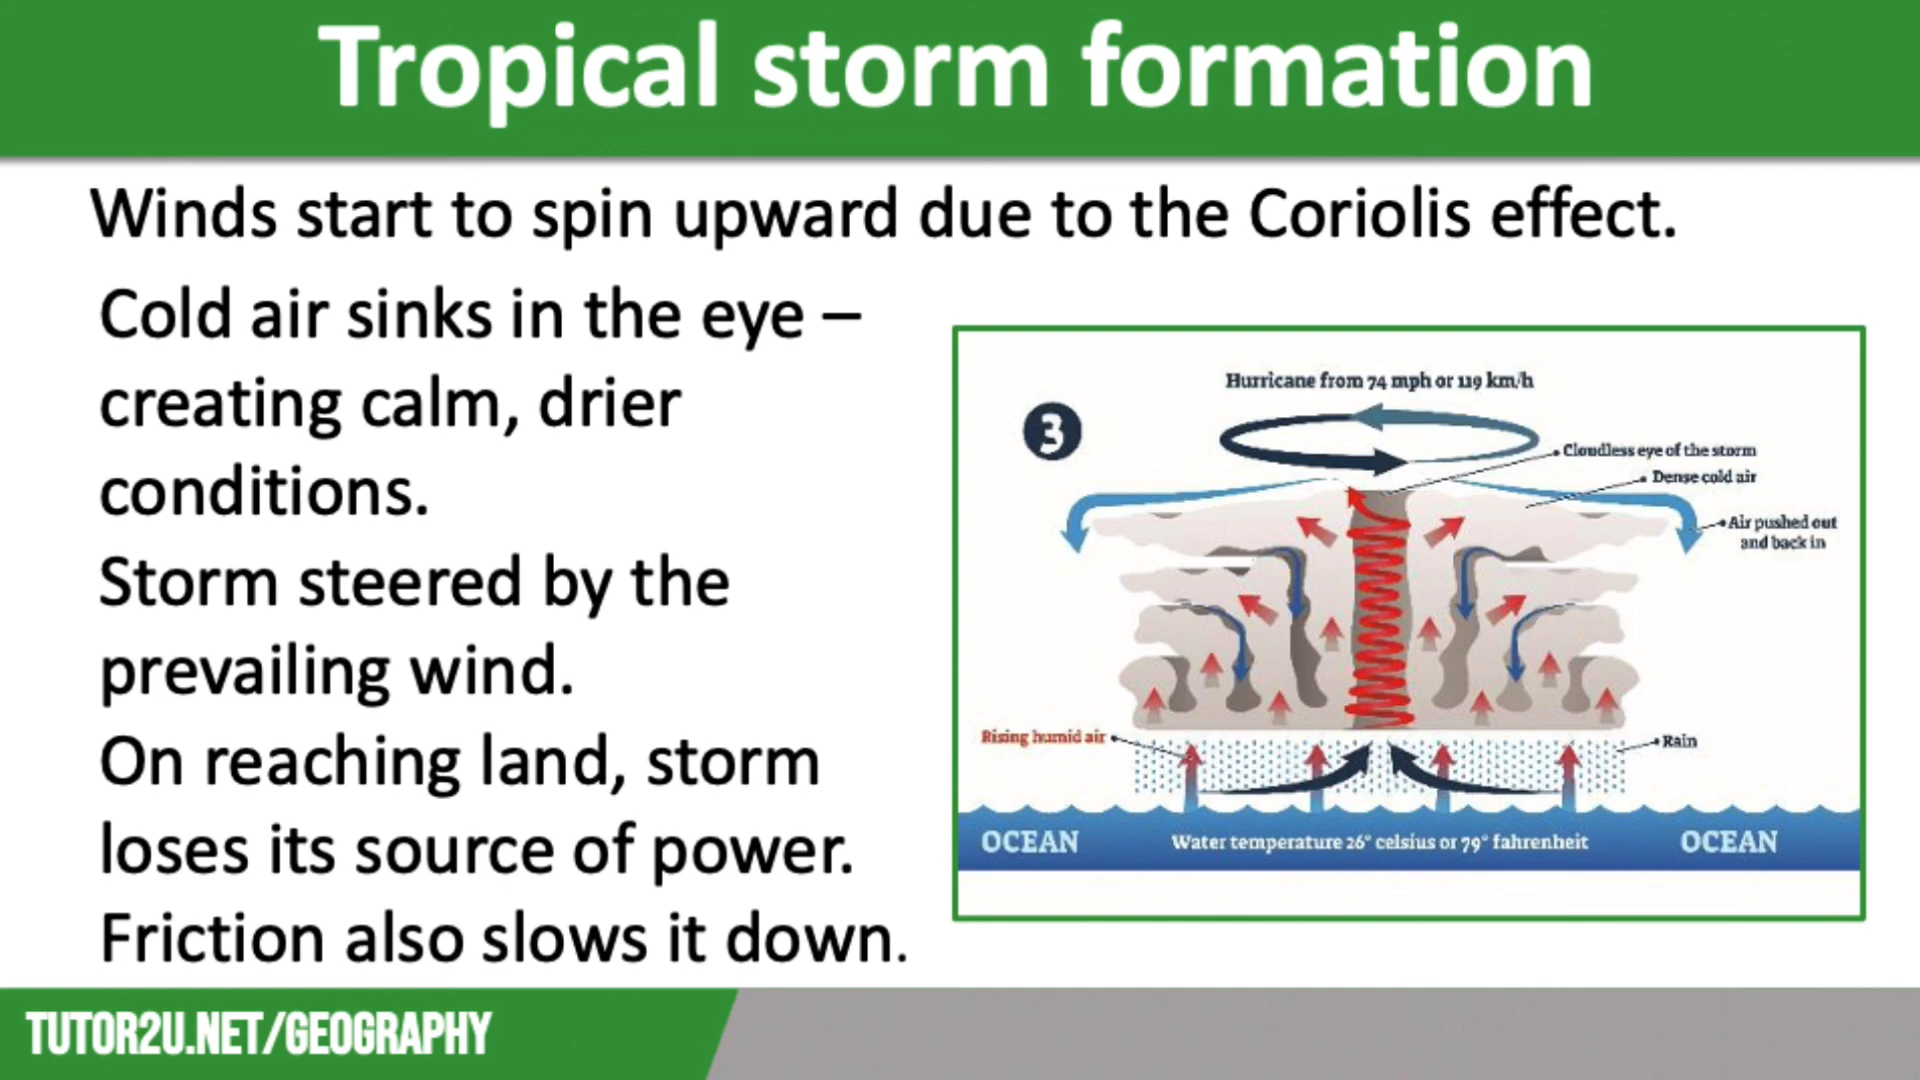 Tropical storm formation
Winds start to spin upward due to the Coriolis effect.
Cold air sinks in the eye –
creating calm, drier
conditions.
Storm steered by the
prevailing wind.
On reaching land, storm
loses its source of power.
Friction also slows it down.
3
Hurricane from 74 mph or 119 km/h
Cloudless eye of the storm
Dense cold air
Air pushed out
and back in
Rising humid air
Rain
OCEAN
Water temperature 26° celsius or 79° fahrenheit
OCEAN
TUTOR2U.NET/GEOGRAPHY